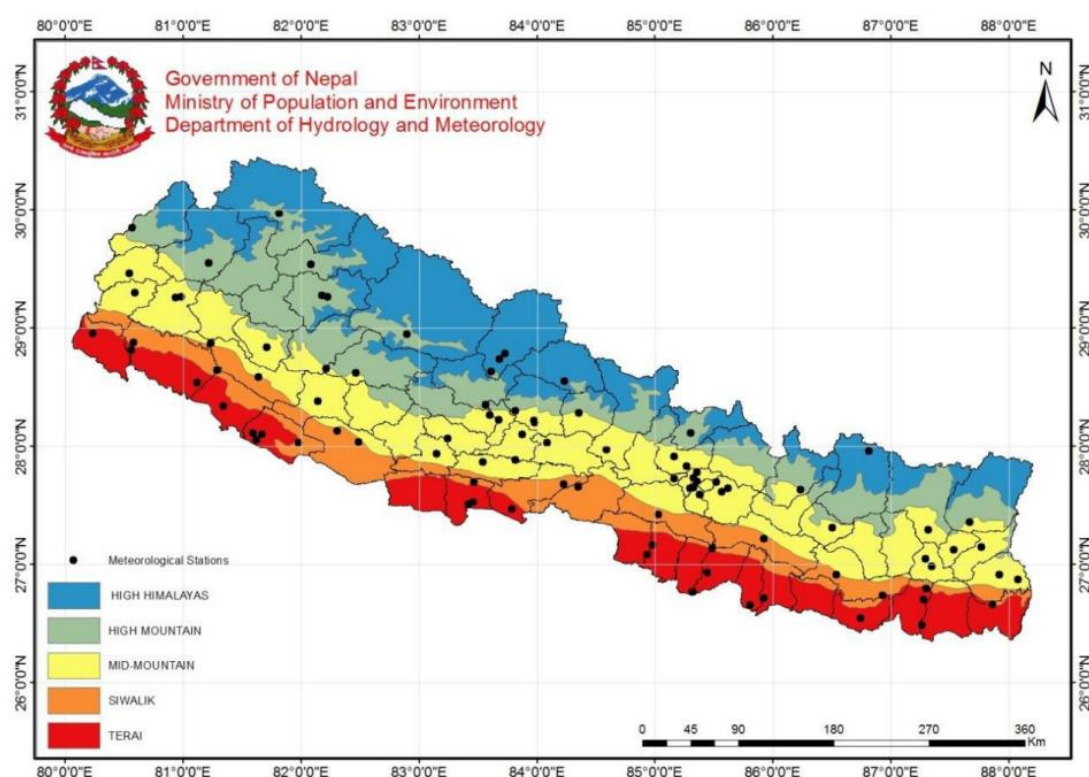 80°0'0"E 81°0'0"E 82°0'0"E 83°0'0"E 84°0'0"E 85°0'0"E 86°0'0"E 87°0'0"E 88°0'0"E
Government of Nepal
Ministry of Population and Environment
Department of Hydrology and Meteorology
N
31°0'0"N 31°0'0"N
30°0'0"N 30°0'0"N
29°0'0"N 29°0'0"N
28°0'0"N 28°0'0"N
27°0'0"N 27°0'0"N
26°0'0"N 26°0'0"N
Meteorological Stations
HIGH HIMALAYAS
HIGH MOUNTAIN
MID-MOUNTAIN
SIWALIK
TERAI
0 45 90 180 270 360
Km
80°0'0"E 81°0'0"E 82°0'0"E 83°0'0"E 84°0'0"E 85°0'0"E 86°0'0"E 87°0'0"E 88°0'0"E